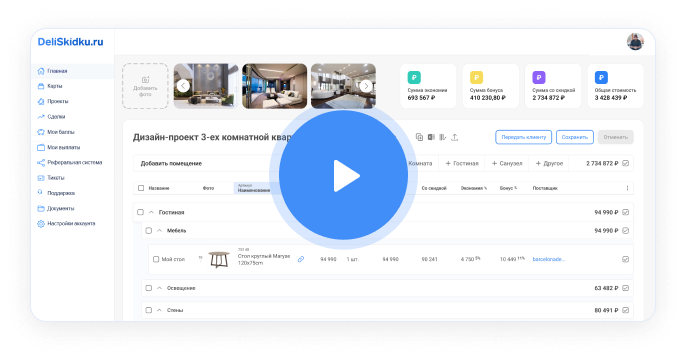 DeliSkidku.ru
Главная
Карты
Проекты
Сделки
Мои баллы
Мои выплаты
Реферальная система
Тикеты
Поддержка
Документы
Настройки аккаунта
Добавить
фото
Сумма экономии
693 567 ₽
Сумма бонуса
410 230,80 ₽
Сумма со скидкой
2 734 872 ₽
Общая стоимость
3 428 439 ₽
Дизайн-проект 3-ех комнатной квар
Передать клиенту
Сохранить
Отменить
Добавить помещение
Комната
+ Гостиная
+ Санузел
+ Другое
2 734 872 ₽
Название
Фото
Артикул
Наименование
Со скидкой
Экономия %
Бонус %
Поставщик
Гостиная
94 990 ₽
Мебель
94 990 ₽
Мой стол
Стол круглый Maryse
120x75cm
94 990
1 шт.
94 990
90 241
4 750 5%
10 449 11%
barcelonade...
Освещение
63 482 ₽
Стены
80 491 ₽